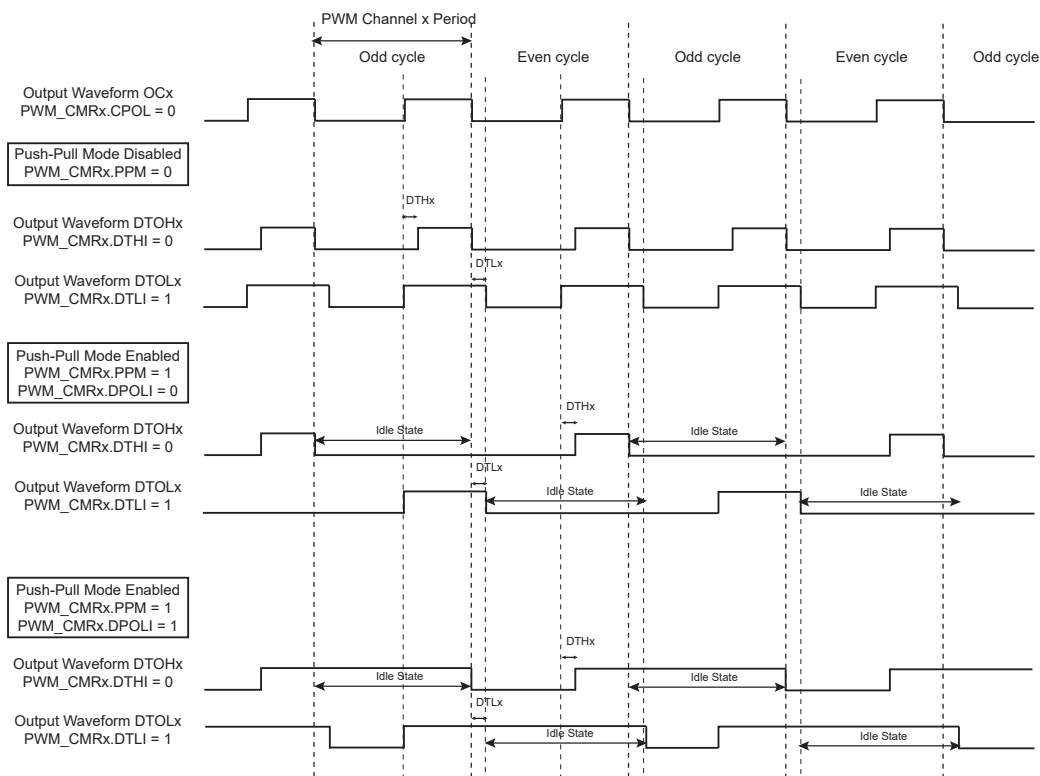 PWM Channel x Period
Odd cycle
Even cycle
Odd cycle
Even cycle
Odd cycle
Output Waveform OCx
PWM_CMRx.CPOL = 0
Push-Pull Mode Disabled
PWM_CMRx.PPM = 0
DTHx
Output Waveform DTOHx
PWM_CMRx.DTHI = 0
DTLx
Output Waveform DTOLx
PWM_CMRx.DTLI = 1
Push-Pull Mode Enabled
PWM_CMRx.PPM = 1
PWM_CMRx.DPOLI = 0
DTHx
Output Waveform DTOHx
PWM_CMRx.DTHI = 0
Idle State
Idle State
DTLx
Output Waveform DTOLx
PWM_CMRx.DTLI = 1
Idle State
Idle State
Push-Pull Mode Enabled
PWM_CMRx.PPM = 1
PWM_CMRx.DPOLI = 1
DTHx
Output Waveform DTOHx
PWM_CMRx.DTHI = 0
Idle State
Idle State
DTLx
Output Waveform DTOLx
PWM_CMRx.DTLI = 1
Idle State
Idle State